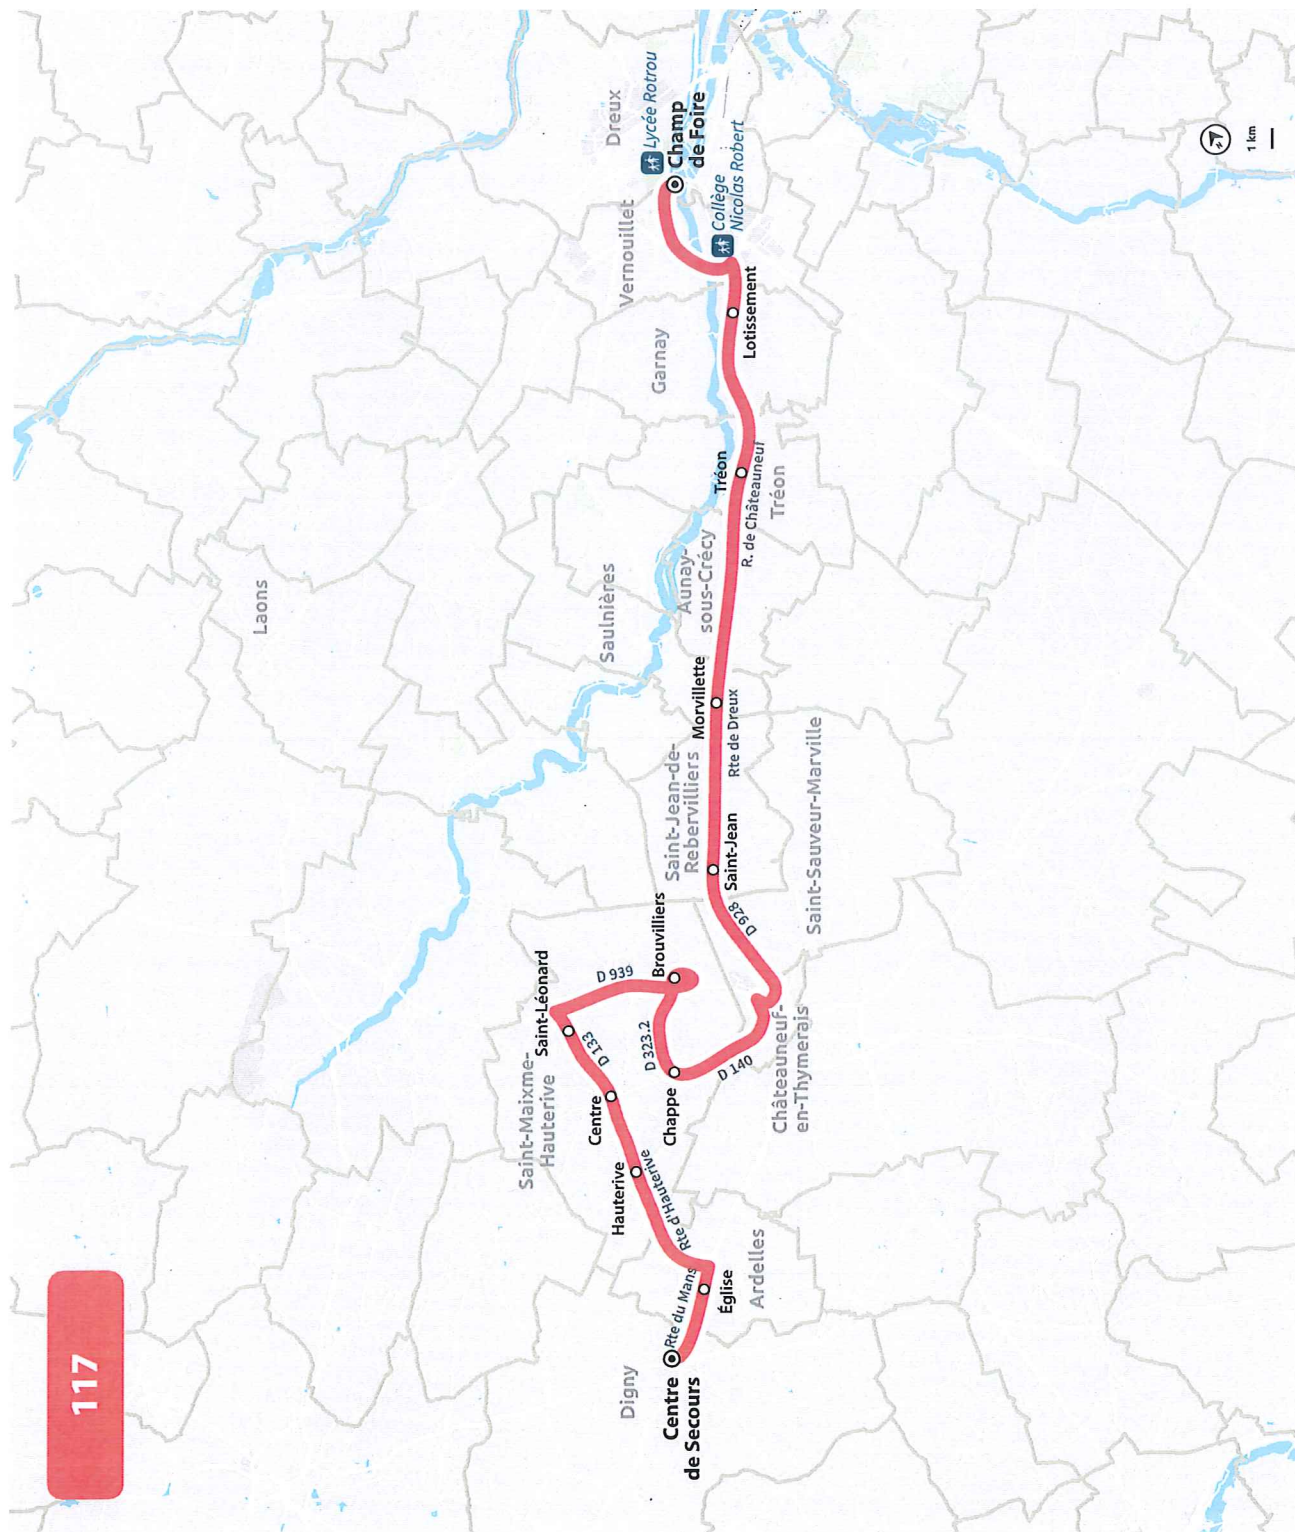 117
Laons
Dreux
Vernouillet
Garnay
Saulnières
Aunay-
sous-Crécy
Tréon
Saint-Jean-de-
Rebervilliers
Saint-Sauveur-Marville
Saint-Maixme-
Hauterive
Châteauneuf-
en-Thymerais
Ardelles
Digny
Lycée Rotrou
Champ
de Foire
Collège
Nicolas Robert
Lotissement
Tréon
R. de Châteauneuf
Morvillette
Rte de Dreux
Saint-Jean
D 928
Brouvilliers
D 939
Saint-Léonard
D 133
D 323.2
Chappe
D 140
Centre
Hauterive
Rte d'Hauterive
Rte du Mans
Église
Centre
de Secours
N
1 km